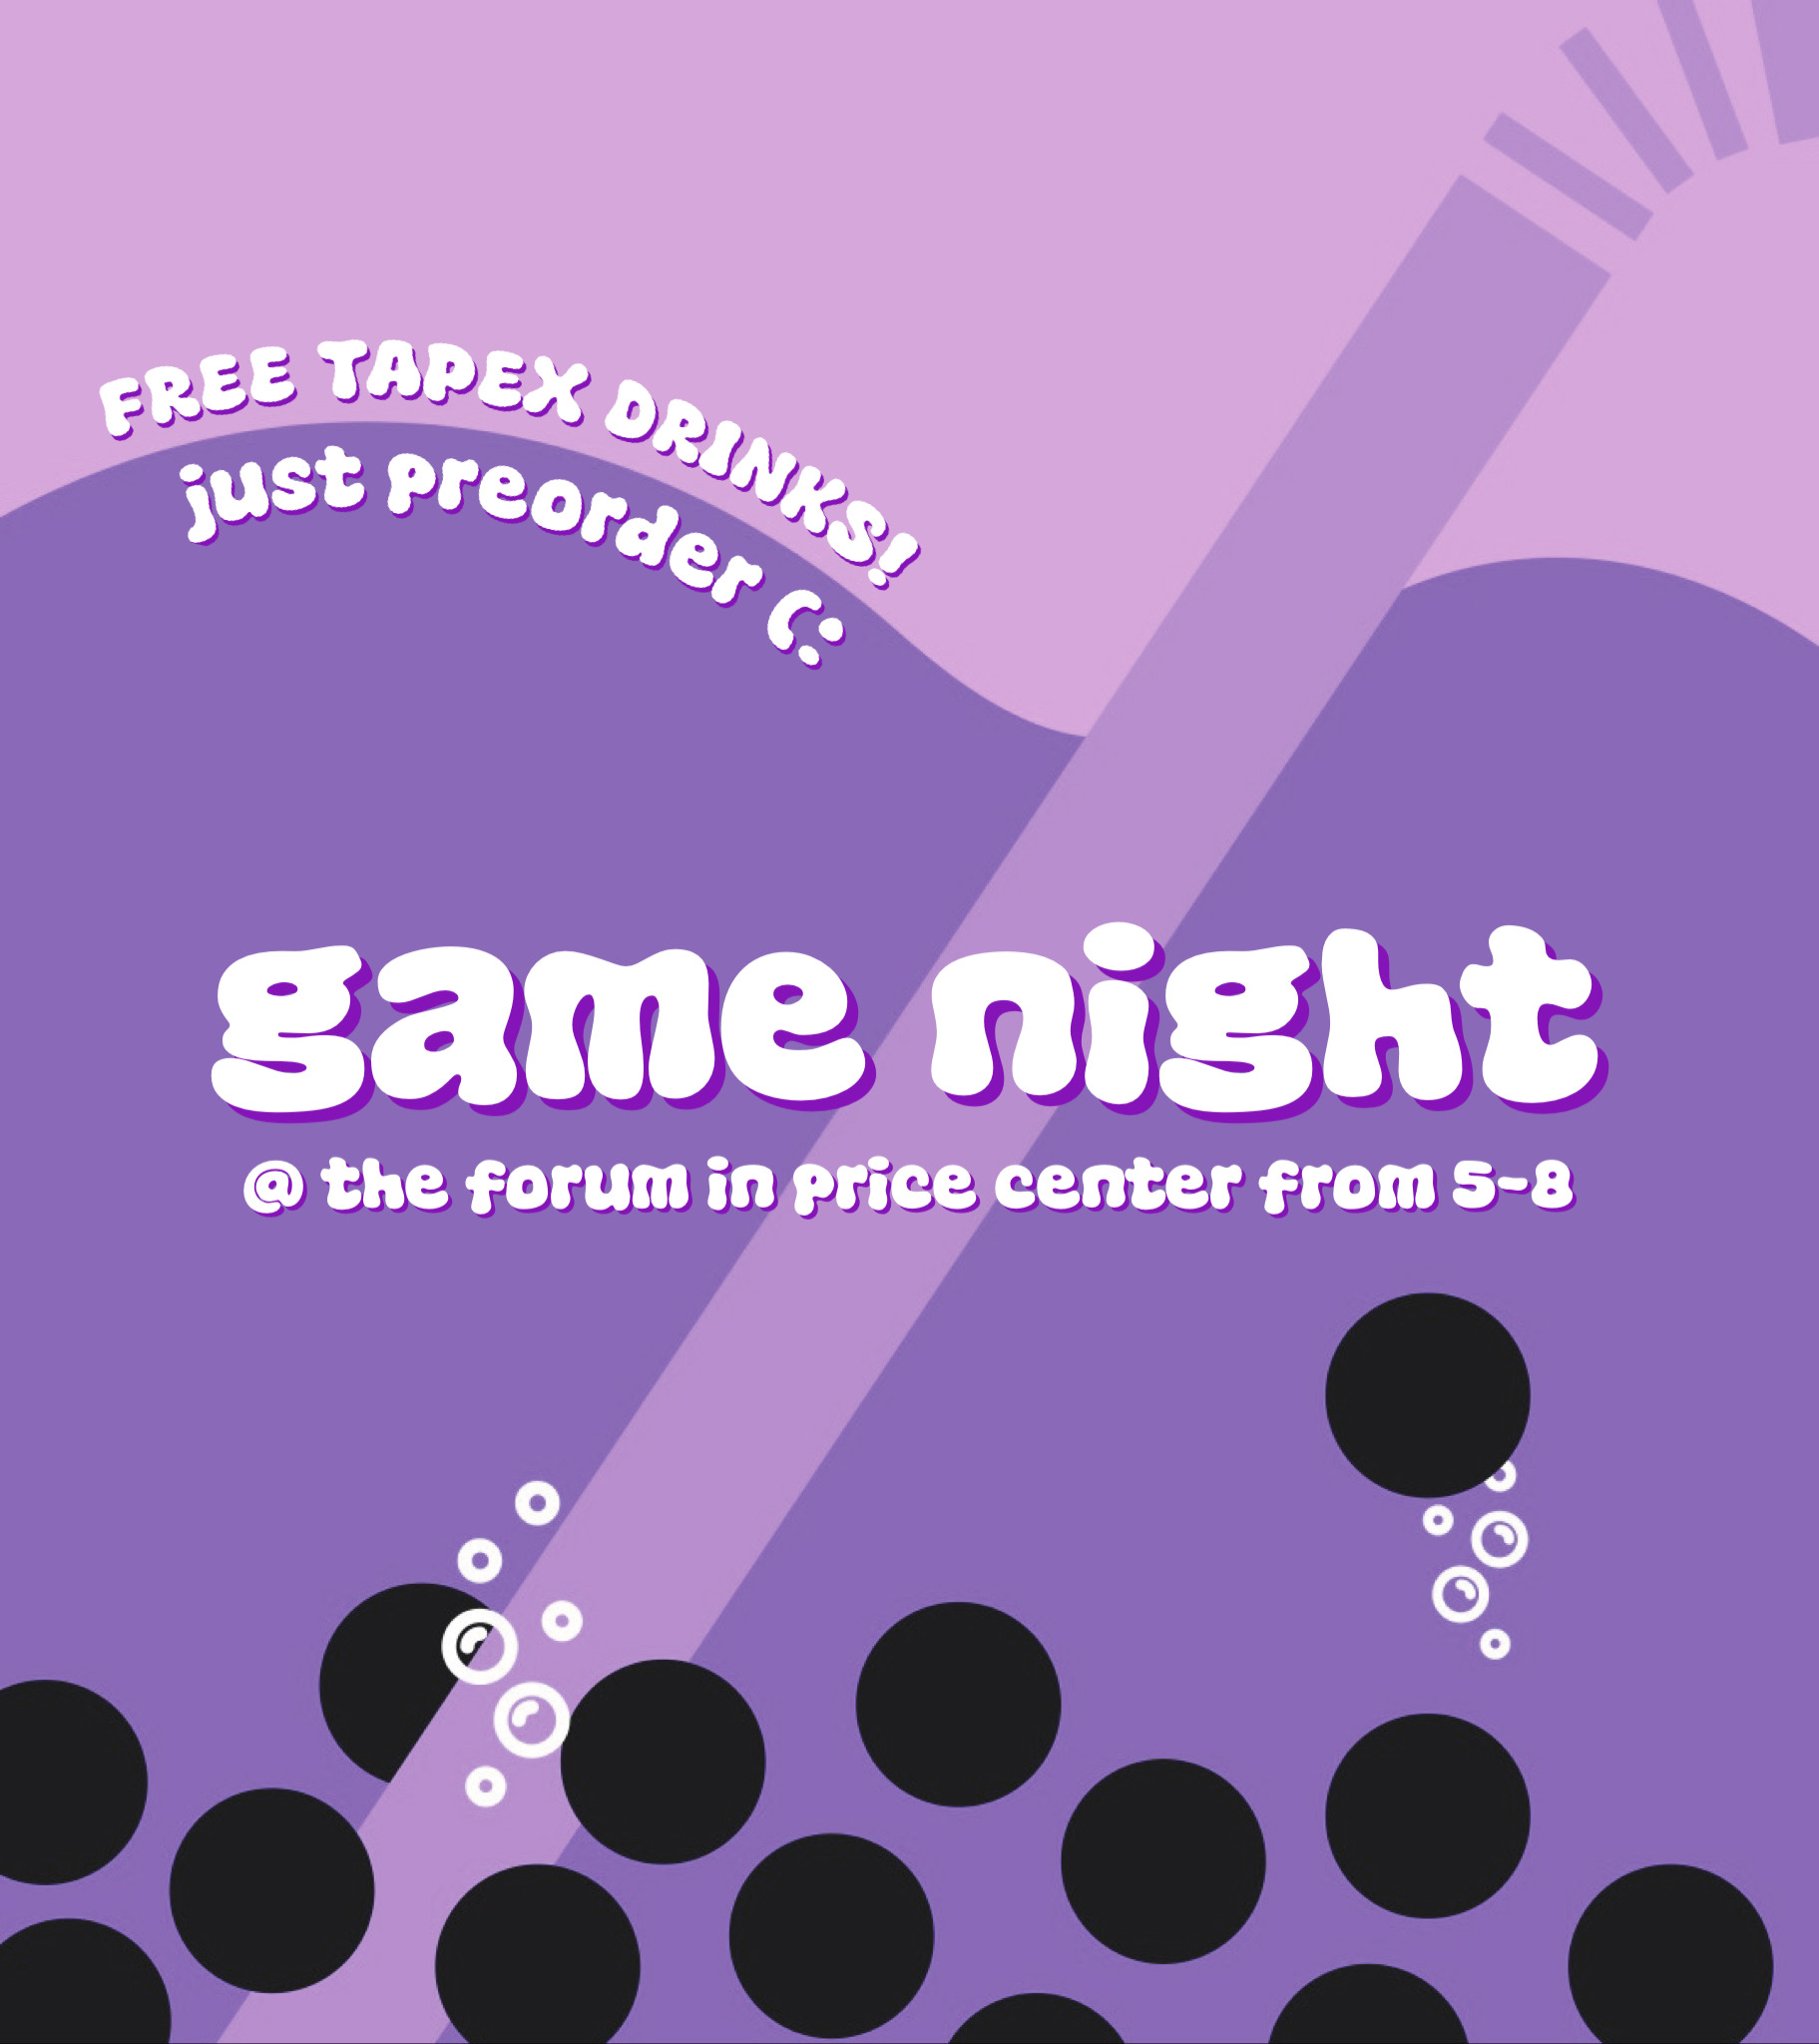 FREE TAPEX DRINKS!
just preorder C:
game night
@ the forum in price center from 5-8